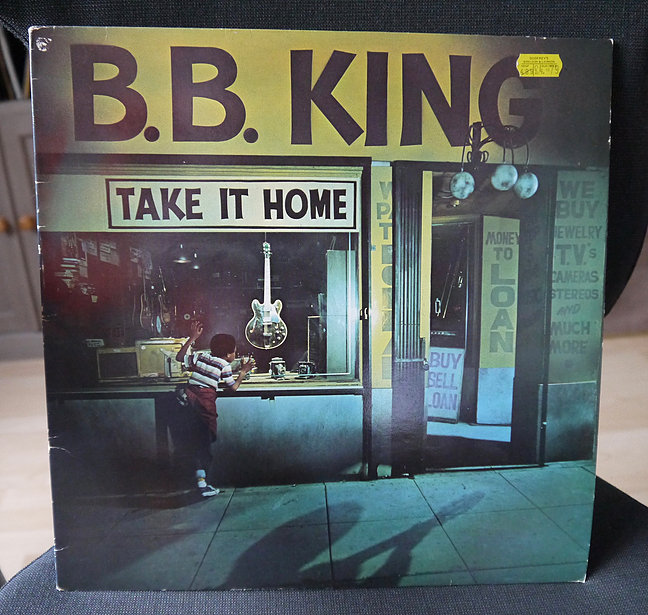 B.B. KING
TAKE IT HOME
MONEY
TO
LOAN
BUY
SELL
LOAN
WE
BUY
JEWELRY
T.V.'s
CAMERAS
STEREOS
AND
MUCH
MORE